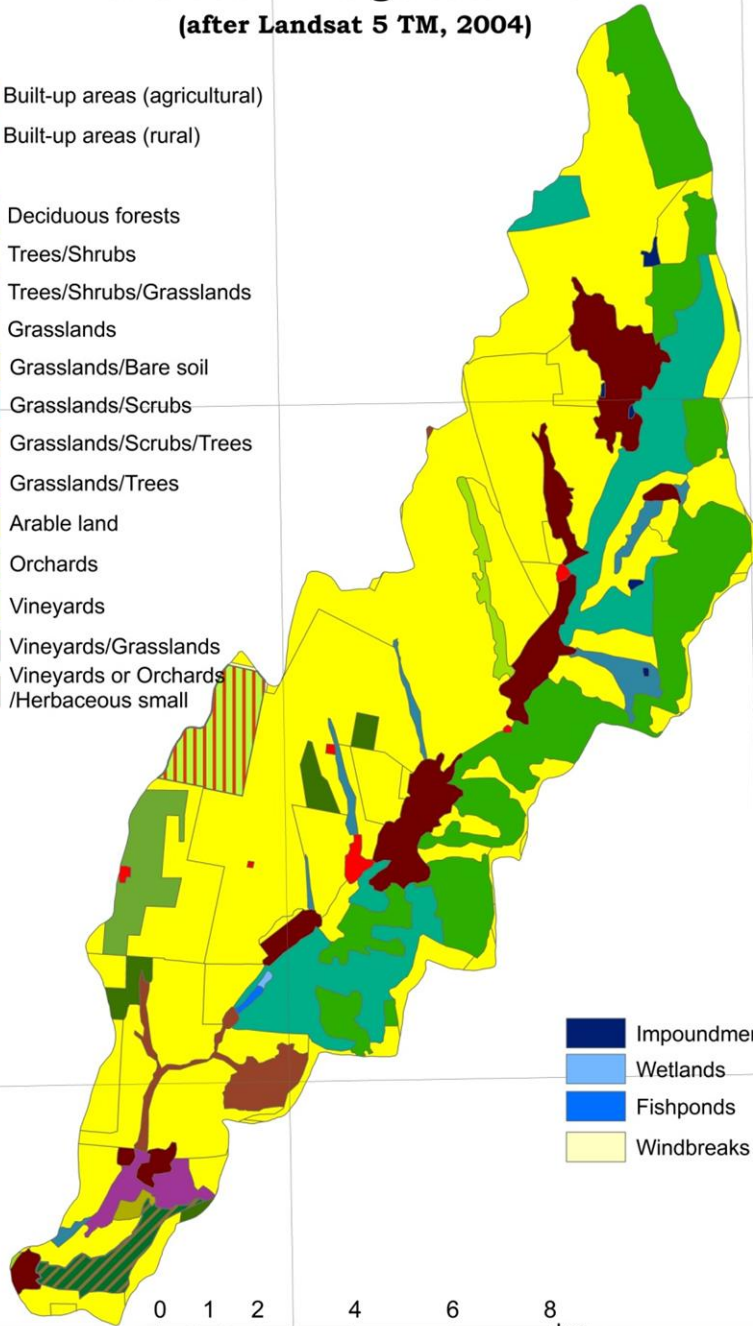 (after Landsat 5 TM, 2004)
Built-up areas (agricultural)
Built-up areas (rural)
Deciduous forests
Trees/Shrubs
Trees/Shrubs/Grasslands
Grasslands
Grasslands/Bare soil
Grasslands/Scrubs
Grasslands/Scrubs/Trees
Grasslands/Trees
Arable land
Orchards
Vineyards
Vineyards/Grasslands
Vineyards or Orchards
/Herbaceous small
Impoundme
Wetlands
Fishponds
Windbreaks
0 1 2 4 6 8